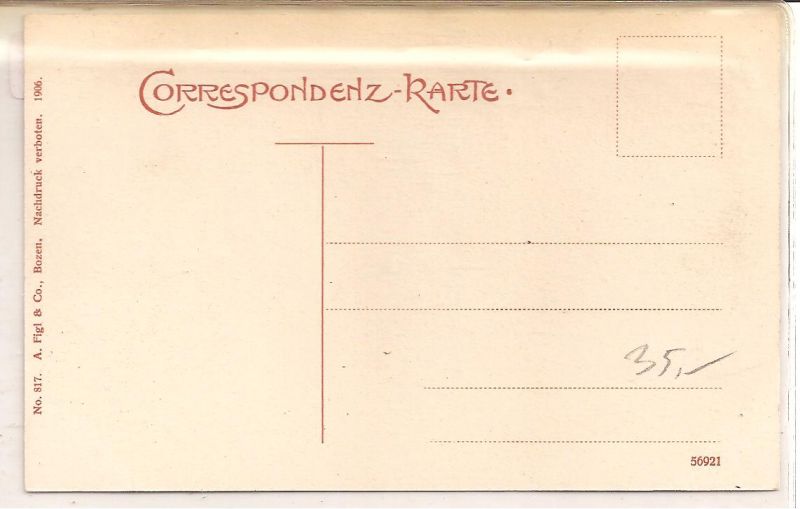 CORRESPONDENZ-KARTE.
No. 817. A. Figl & Co., Bozen. Nachdruck verboten. 1906.
35,-
56921